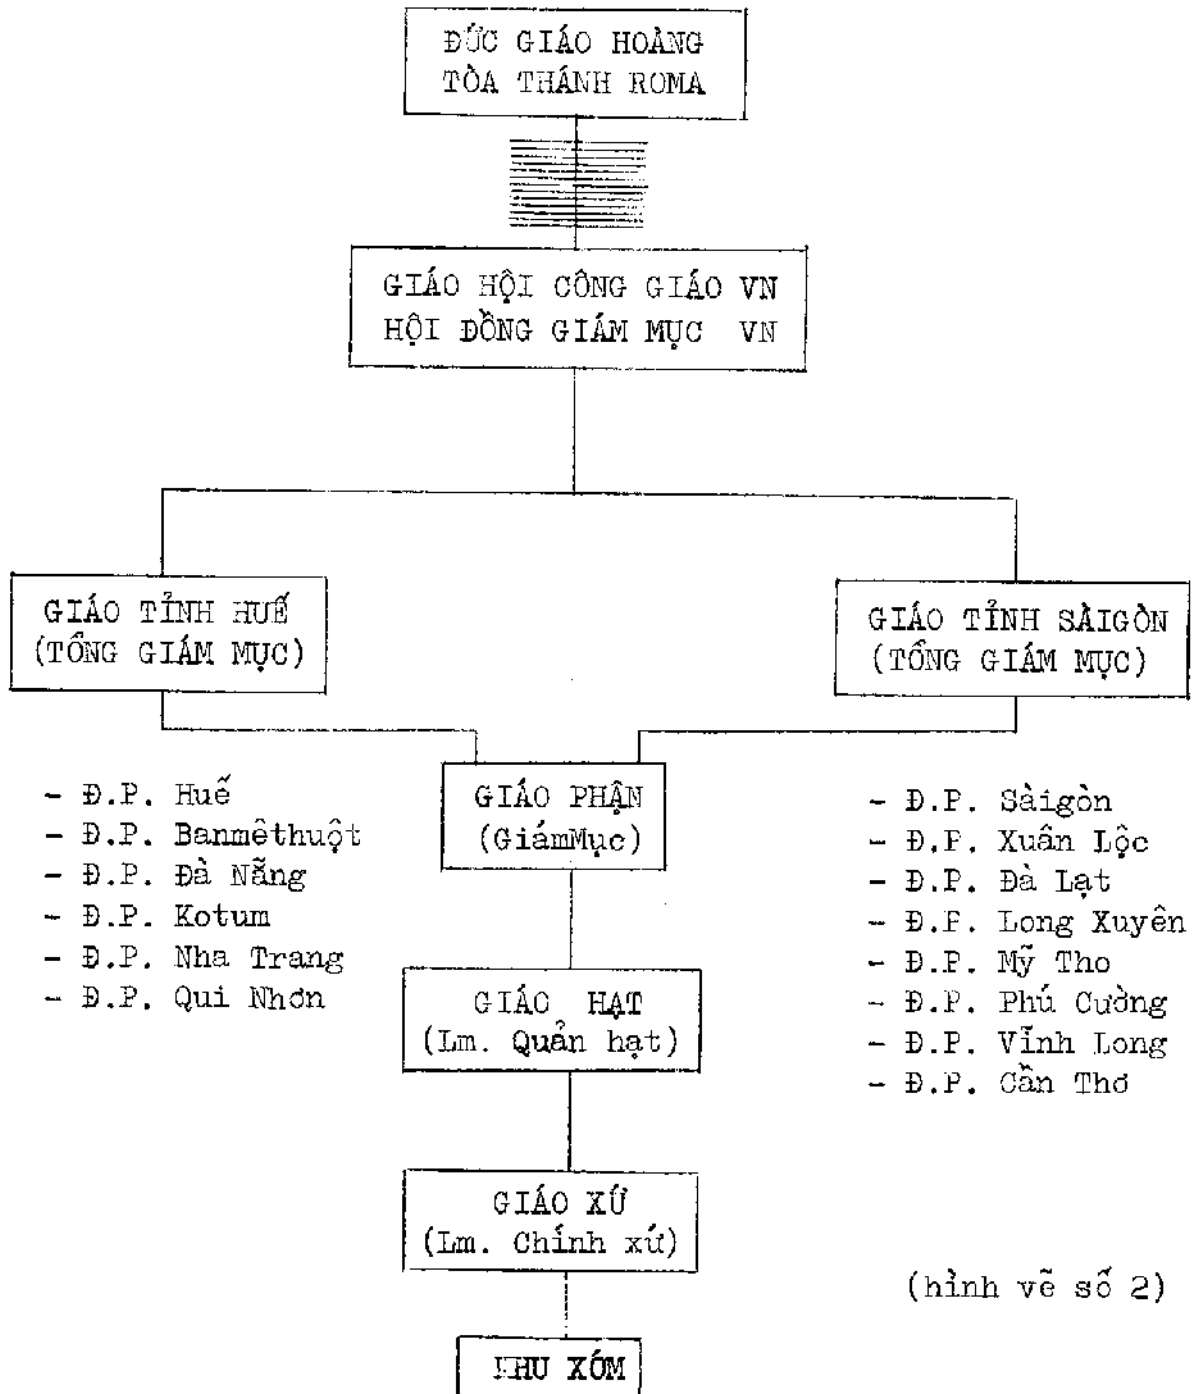 ĐỨC GIÁO HOÀNG
TÒA THÁNH ROMA
GIÁO HỘI CÔNG GIÁO VN
HỘI ĐỒNG GIÁM MỤC VN
GIÁO TỈNH HUẾ
(TỔNG GIÁM MỤC)
GIÁO TỈNH SÀIGÒN
(TỔNG GIÁM MỤC)
- Đ.P. Huế
- Đ.P. Banmêthuột
- Đ.P. Đà Nẵng
- Đ.P. Kotum
- Đ.P. Nha Trang
- Đ.P. Qui Nhơn
GIÁO PHẬN
(GiámMục)
- Đ.P. Sàigòn
- Đ.P. Xuân Lộc
- Đ.P. Đà Lạt
- Đ.P. Long Xuyên
- Đ.P. Mỹ Tho
- Đ.P. Phú Cường
- Đ.P. Vĩnh Long
- Đ.P. Cần Thơ
GIÁO HẠT
(Lm. Quản hạt)
GIÁO XỨ
(Lm. Chính xứ)
(hình vẽ số 2)
KHU XÓM